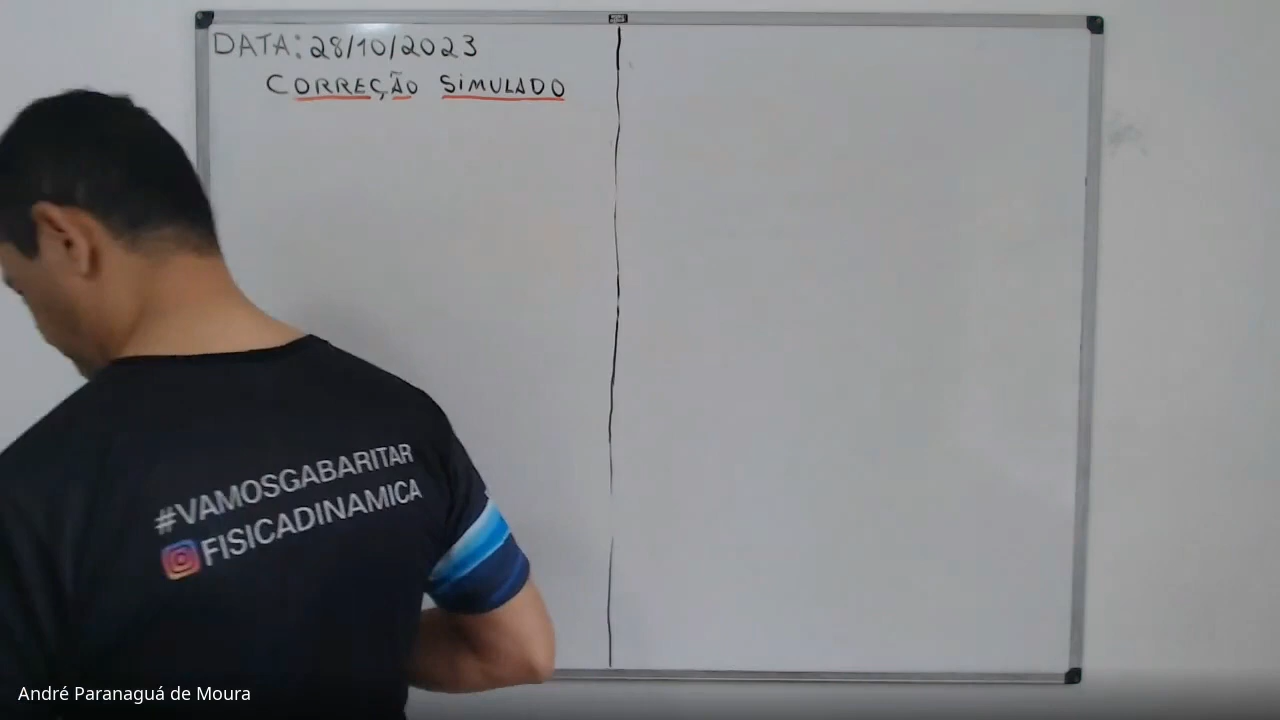 DATA: 28/10/2023
CORREÇÃO SIMULADO
#VAMOSGABARITAR
FISICADINAMICA
André Paranaguá de Moura